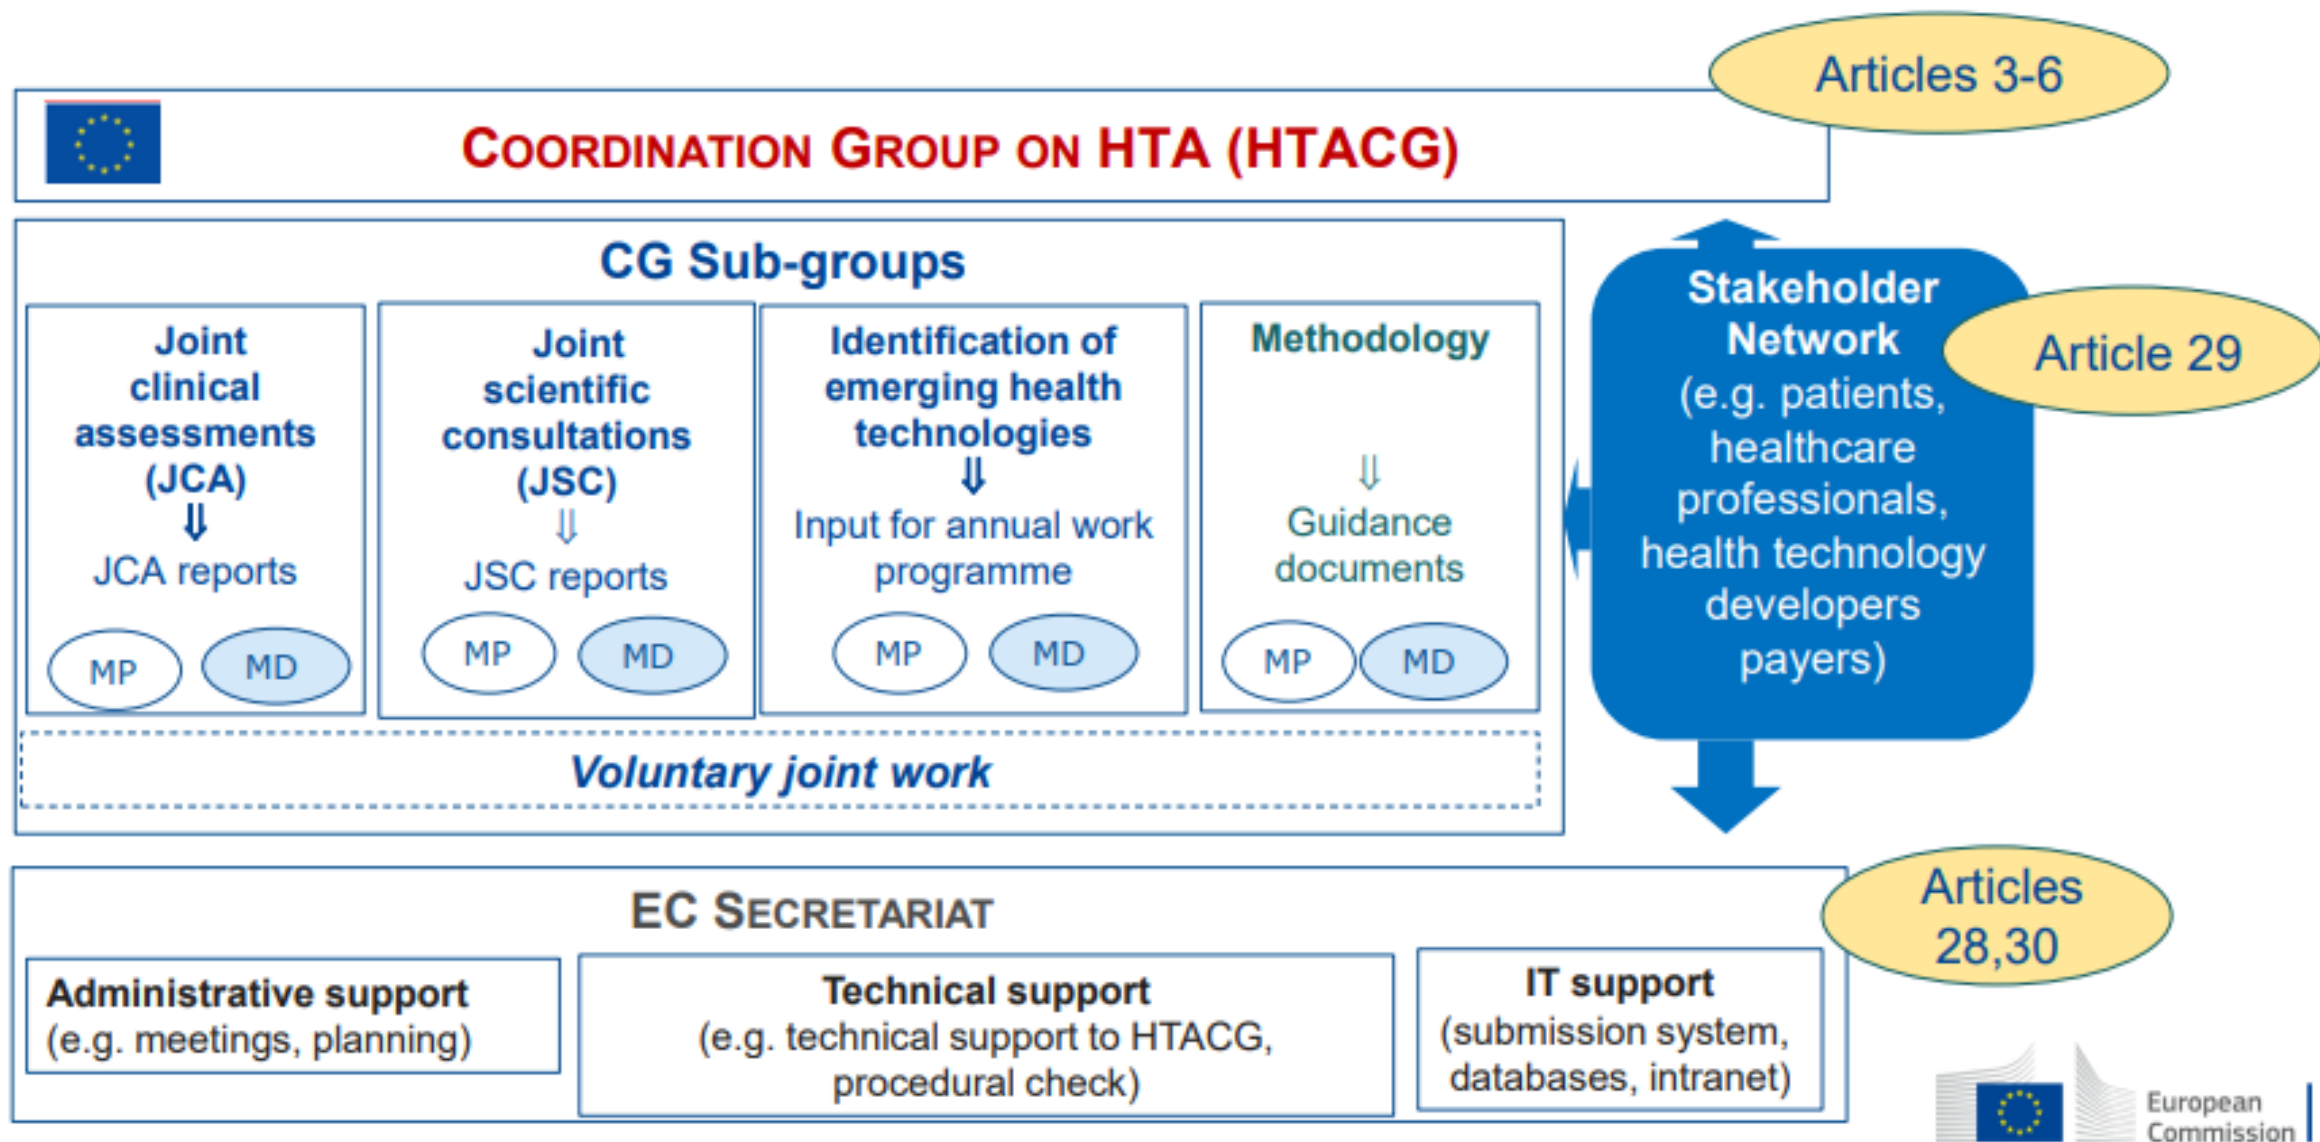 Articles 3-6
COORDINATION GROUP ON HTA (HTACG)
CG Sub-groups
Joint
clinical
assessments
(JCA)
⇓
JCA reports
MP
MD
Joint
scientific
consultations
(JSC)
⇓
JSC reports
MP
MD
Identification of
emerging health
technologies
⇓
Input for annual work
programme
MP
MD
Methodology
⇓
Guidance
documents
MP
MD
Voluntary joint work
Stakeholder
Network
(e.g. patients,
healthcare
professionals,
health technology
developers
payers)
Article 29
EC SECRETARIAT
Articles
28,30
Administrative support
(e.g. meetings, planning)
Technical support
(e.g. technical support to HTACG,
procedural check)
IT support
(submission system,
databases, intranet)
European
Commission